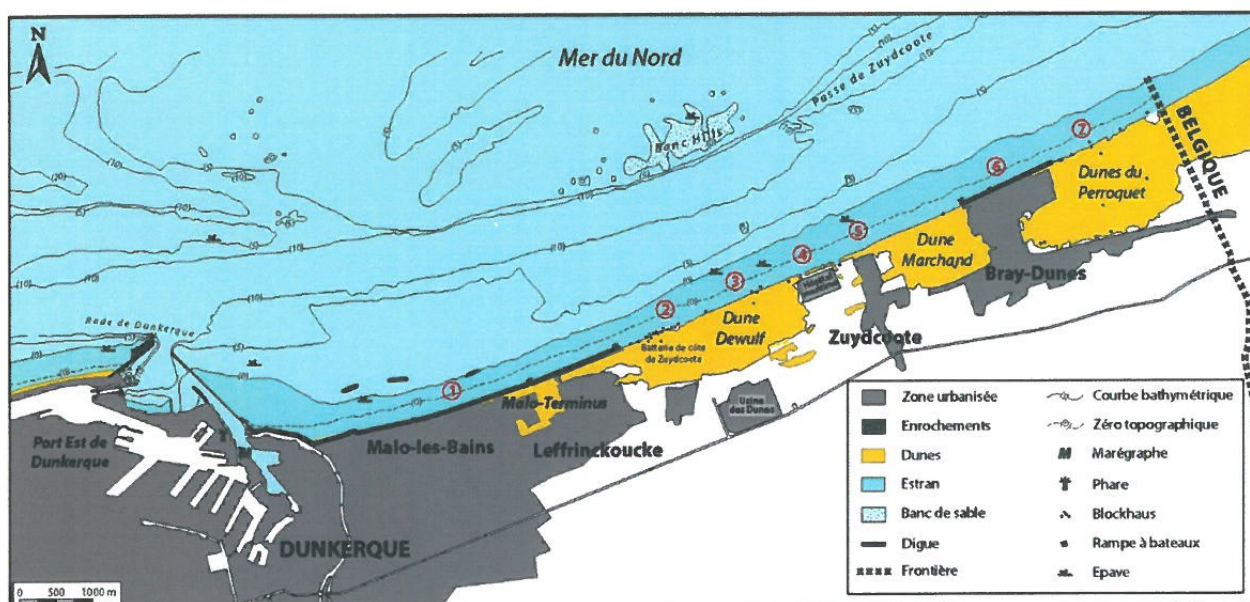 N
Mer du Nord
Passe de Zuydcoote
Banc Hills
BELGIQUE
Dunes du
Perroquet
Dune
Marchand
Bray-Dunes
Zuydcoote
Dune
Dewulf
Batterie de côte
de Zuydcoote
Rade de Dunkerque
Malo-Terminus
Malo-les-Bains
Leffrinckoucke
Usine
des Dunes
Port Est de
Dunkerque
DUNKERQUE
1
2
3
4
5
6
7
(10)
(5)
(0)
0 500 1000 m
Zone urbanisée
Enrochements
Dunes
Estran
Banc de sable
Digue
Frontière
Courbe bathymétrique
Zéro topographique
Marégraphe
Phare
Blockhaus
Rampe à bateaux
Epave